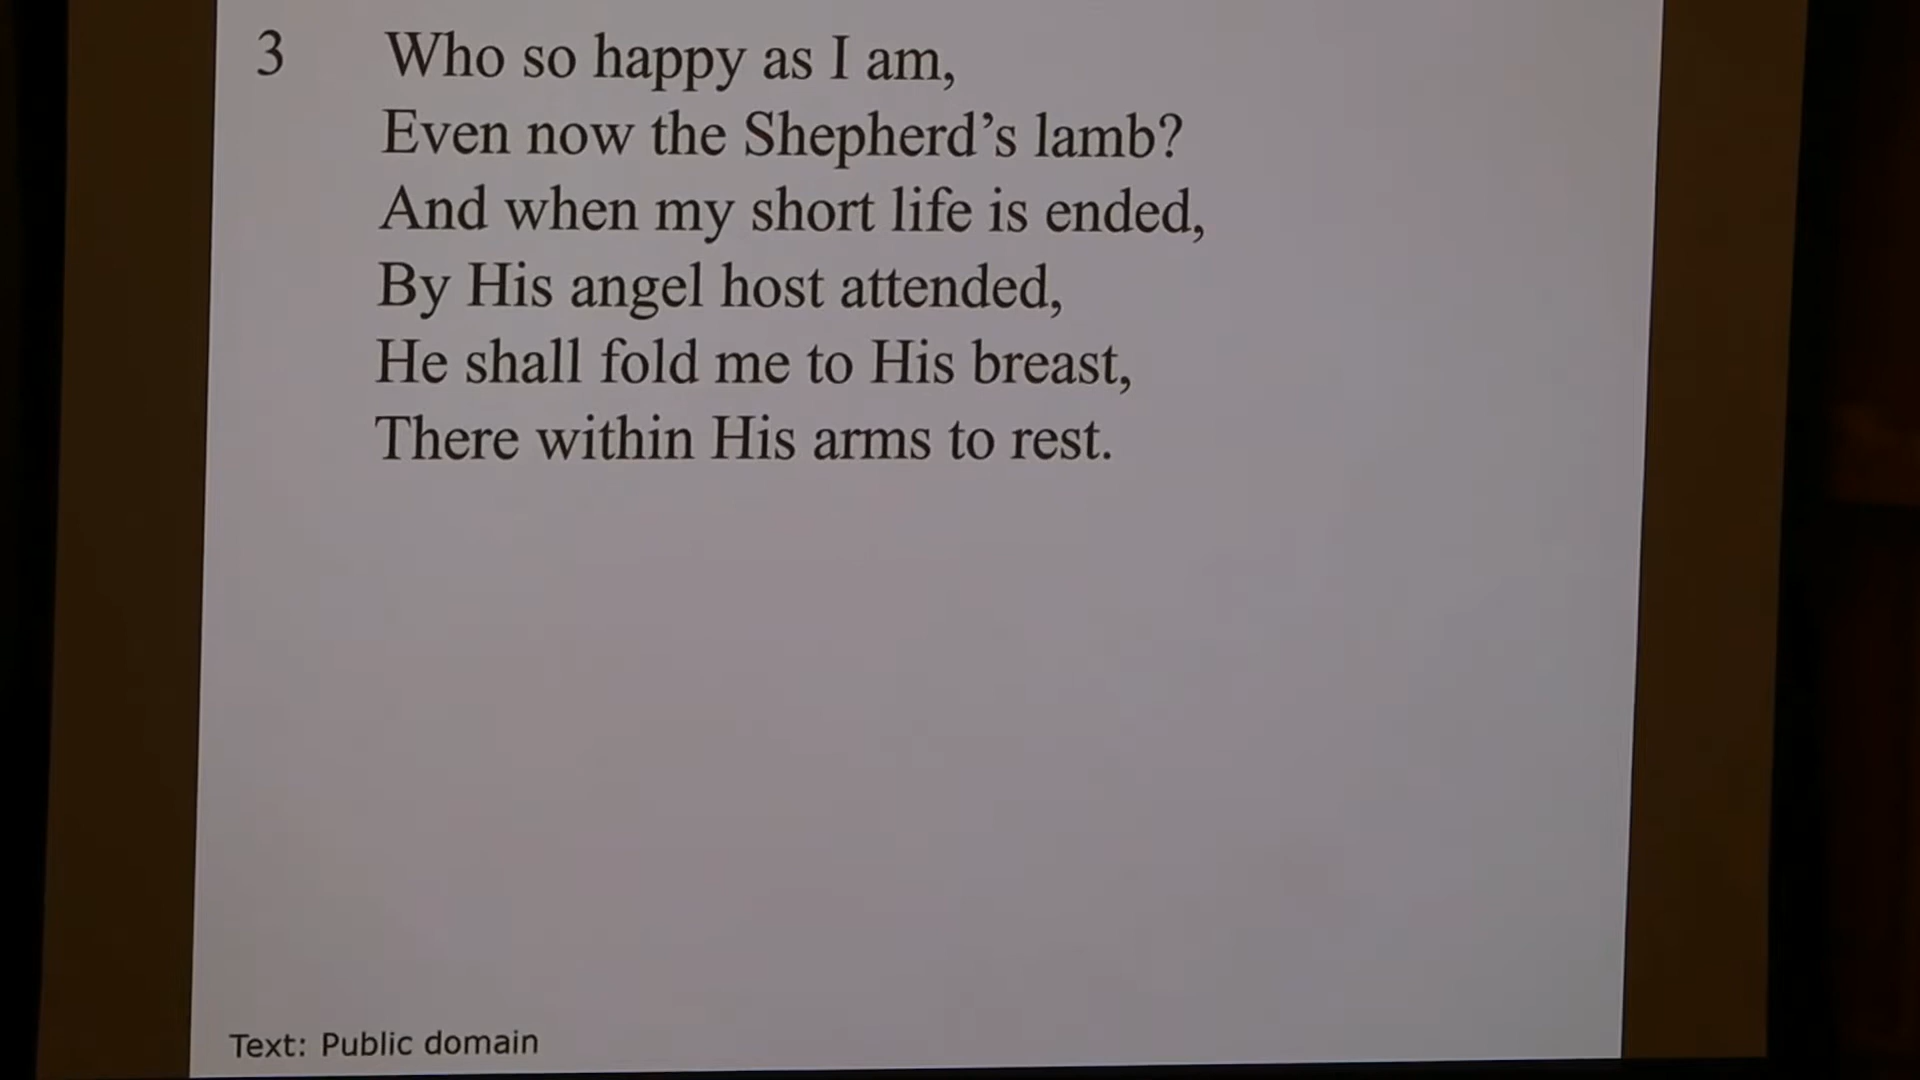 3 Who so happy as I am,
Even now the Shepherd’s lamb?
And when my short life is ended,
By His angel host attended,
He shall fold me to His breast,
There within His arms to rest.
Text: Public domain